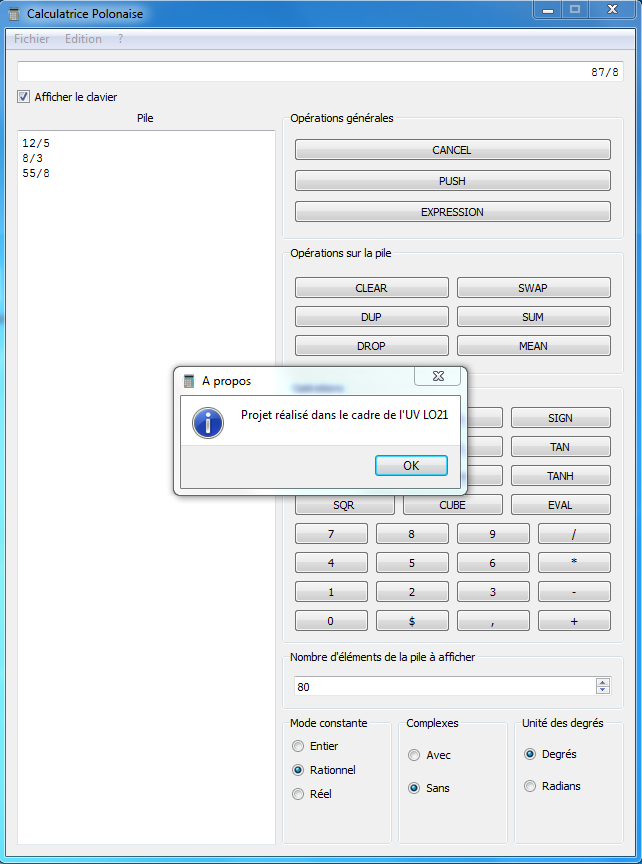 Calculatrice Polonaise
Fichier Edition ?
87/8
Afficher le clavier
Pile
12/5
8/3
55/8
Opérations générales
CANCEL
PUSH
EXPRESSION
Opérations sur la pile
CLEAR SWAP
DUP SUM
DROP MEAN
A propos
Projet réalisé dans le cadre de l'UV LO21
OK
SIGN
TAN
TANH
SQR CUBE EVAL
7 8 9 /
4 5 6 *
1 2 3 -
0 $ , +
Nombre d'éléments de la pile à afficher
80
Mode constante
Entier
Rationnel
Réel
Complexes
Avec
Sans
Unité des degrés
Degrés
Radians